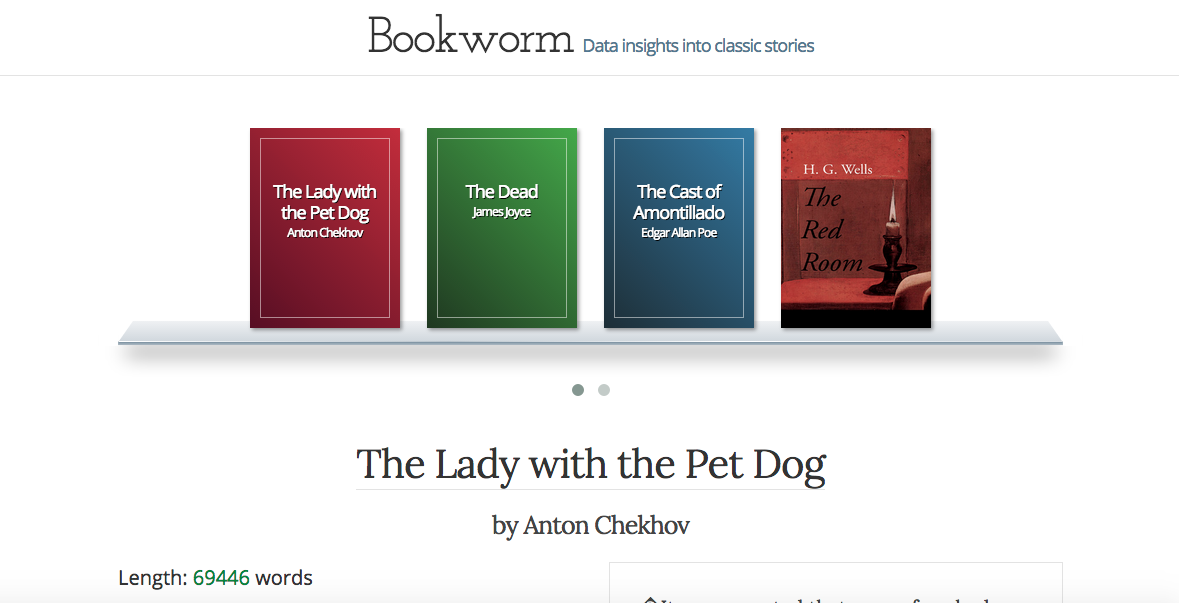 Bookworm Data insights into classic stories
The Lady with
the Pet Dog
Anton Chekhov
The Dead
James Joyce
The Cast of
Amontillado
Edgar Allan Poe
H. G. Wells
The
Red
Room
The Lady with the Pet Dog
by Anton Chekhov
Length: 69446 words